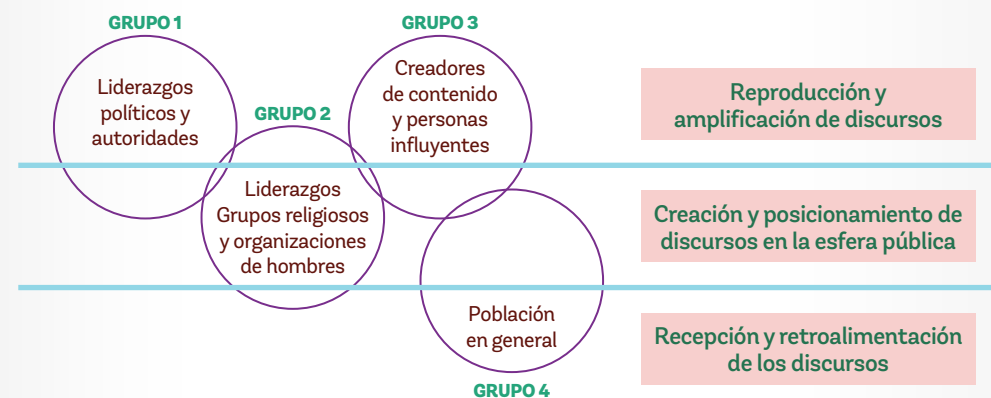 GRUPO 1
Liderazgos
políticos y
autoridades
GRUPO 2
Liderazgos
Grupos religiosos
y organizaciones
de hombres
GRUPO 3
Creadores
de contenido
y personas
influyentes
Población
en general
GRUPO 4
Reproducción y
amplificación de discursos
Creación y posicionamiento de
discursos en la esfera pública
Recepción y retroalimentación
de los discursos